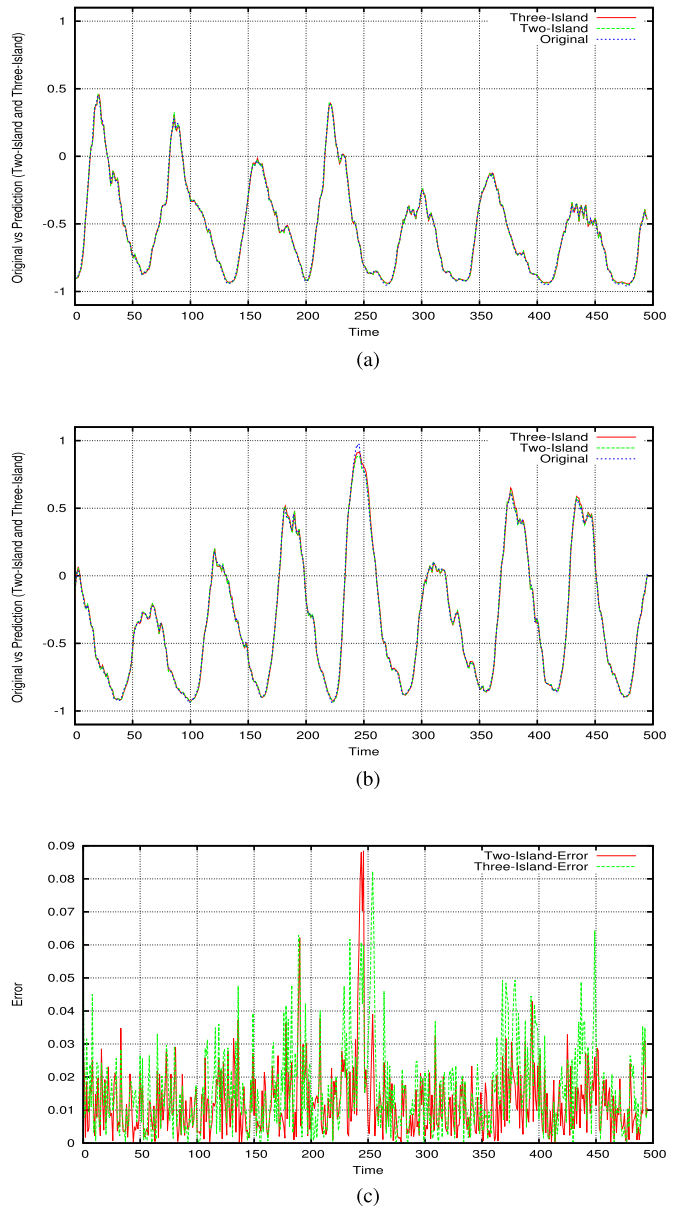 Original vs Prediction (Two-Island and Three-Island)
1
0.5
0
-0.5
-1
Three-Island
Two-Island
Original
0 50 100 150 200 250 300 350 400 450 500
Time
(a)
Original vs Prediction (Two-Island and Three-Island)
1
0.5
0
-0.5
-1
Three-Island
Two-Island
Original
0 50 100 150 200 250 300 350 400 450 500
Time
(b)
Error
0.09
0.08
0.07
0.06
0.05
0.04
0.03
0.02
0.01
0
Two-Island-Error
Three-Island-Error
0 50 100 150 200 250 300 350 400 450 500
Time
(c)